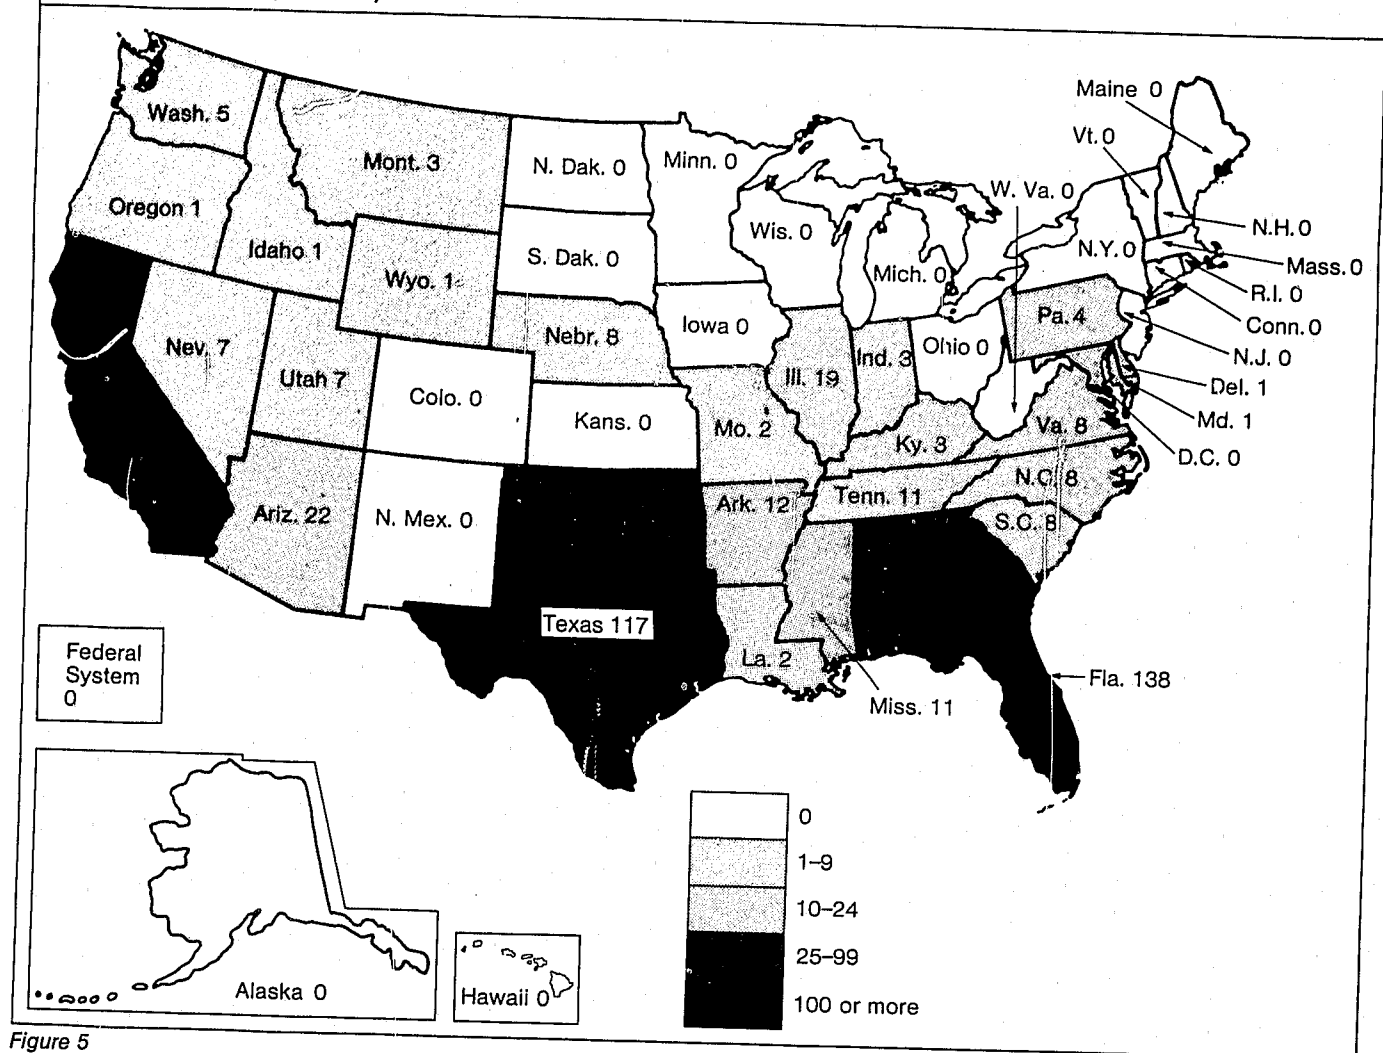 Maine 0
Wash. 5
Vt. 0
Mont. 3
N. Dak. 0
Minn. 0
W. Va. 0
Oregon 1
N.H. 0
Idaho 1
Wis. 0
N.Y. 0
S. Dak. 0
Mass. 0
Wyo. 1
Mich. 0
R.I. 0
Pa. 4
Iowa 0
Conn. 0
Nebr. 8
Nev. 7
Ind. 3
Ohio 0
N.J. 0
Utah 7
Ill. 19
Del. 1
Colo. 0
Md. 1
Kans. 0
Mo. 2
Va. 8
Ky. 3
D.C. 0
N.C. 8
Tenn. 11
Ark. 12
Ariz. 22
N. Mex. 0
S.C. 8
Texas 117
Federal
System
0
La. 2
Fla. 138
Miss. 11
0
1–9
10–24
25–99
100 or more
Alaska 0
Hawaii 0
Figure 5